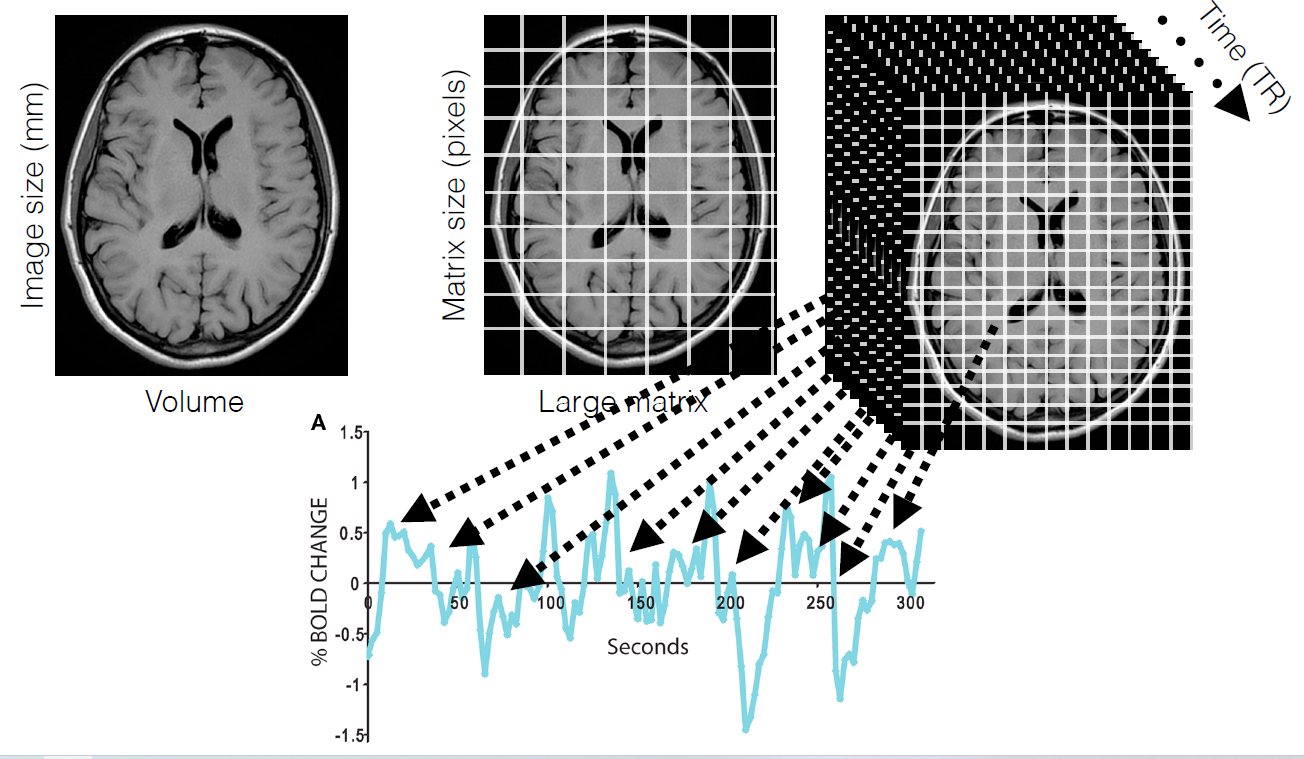 Image size (mm)
Volume
Matrix size (pixels)
Large matrix
Time (TR)
A
% BOLD CHANGE
1.5
1
0.5
0
-0.5
-1
-1.5
0
50
100
150
200
250
300
Seconds